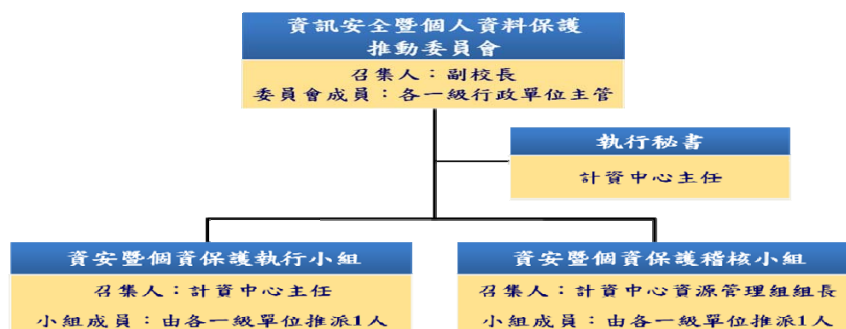 資訊安全暨個人資料保護
推動委員會
召集人：副校長
委員會成員：各一級行政單位主管
執行秘書
計資中心主任
資安暨個資保護執行小組
召集人：計資中心主任
小組成員：由各一級單位推派1人
資安暨個資保護稽核小組
召集人：計資中心資源管理組組長
小組成員：由各一級單位推派1人